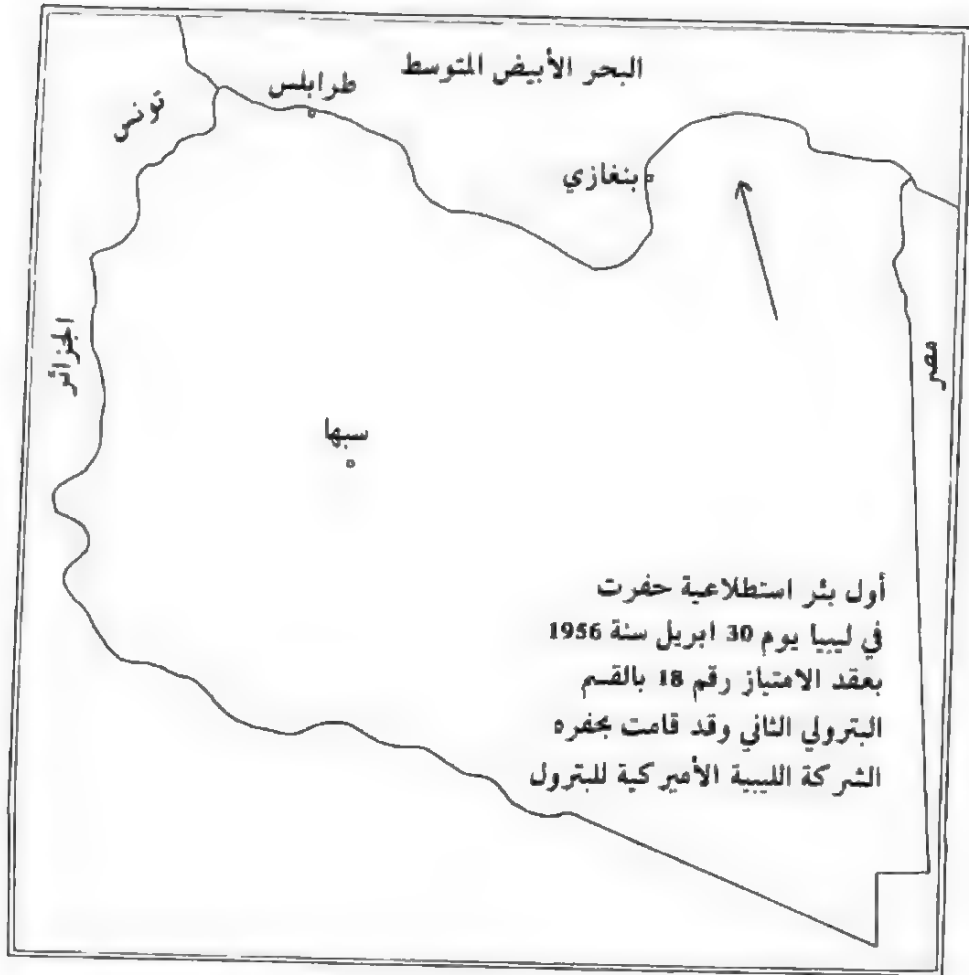 البحر الأبيض المتوسط
طرابلس
تونس
بنغازي
الجزائر
مصر
سبها
أول بئر استطلاعية حفرت
في ليبيا يوم 30 ابريل سنة 1956
بعقد الامتياز رقم 18 بالقسم
البترولي الثاني وقد قامت بحفره
الشركة الليبية الأميركية للبترول